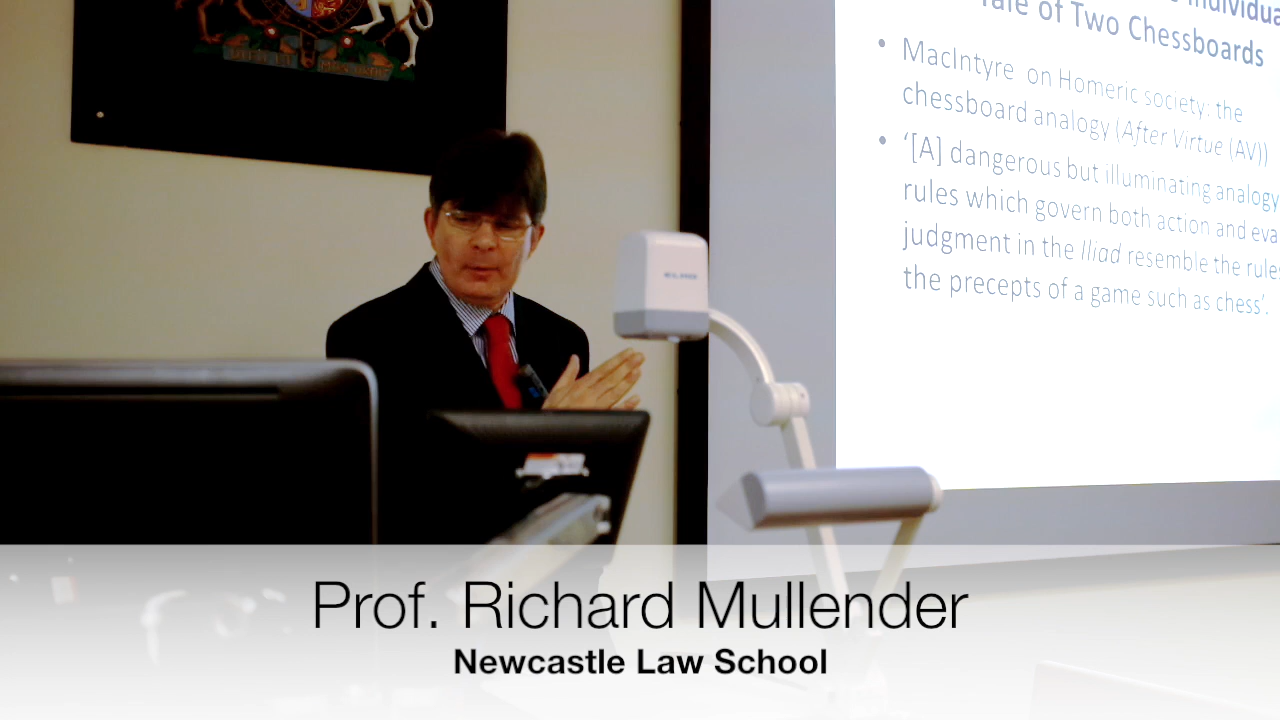 Individua
Tale of Two Chessboards
• MacIntyre on Homeric society: the
chessboard analogy (After Virtue (AV))
• ‘[A] dangerous but illuminating analogy
rules which govern both action and eva
judgment in the Iliad resemble the rules
the precepts of a game such as chess’.
Prof. Richard Mullender
Newcastle Law School